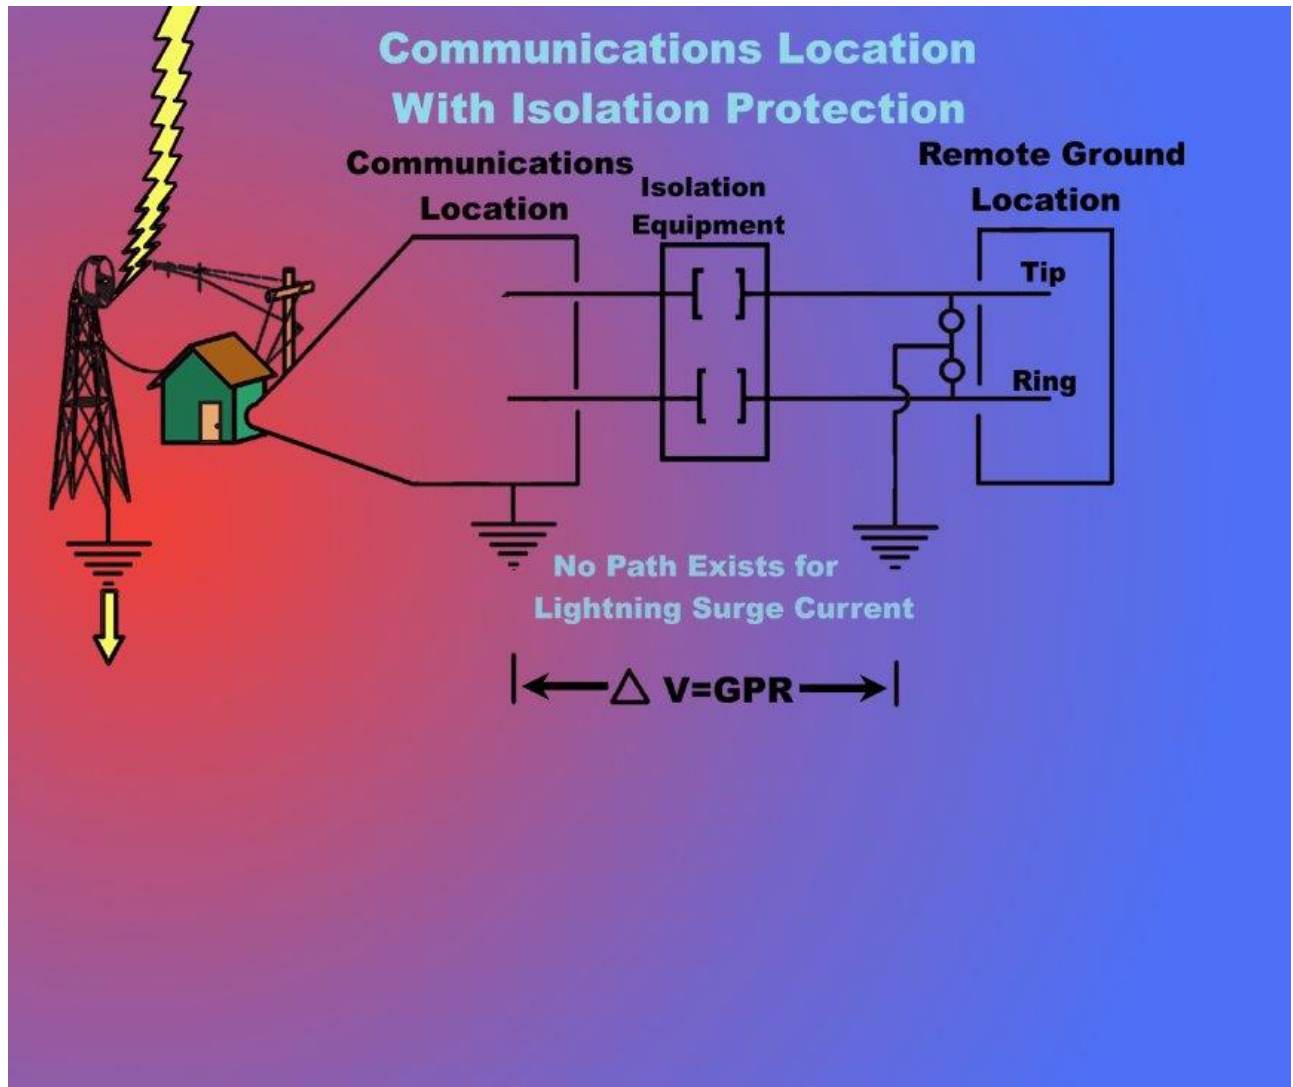 Communications Location
With Isolation Protection
Communications
Location
Isolation
Equipment
Remote Ground
Location
Tip
Ring
No Path Exists for
Lightning Surge Current
△ V=GPR